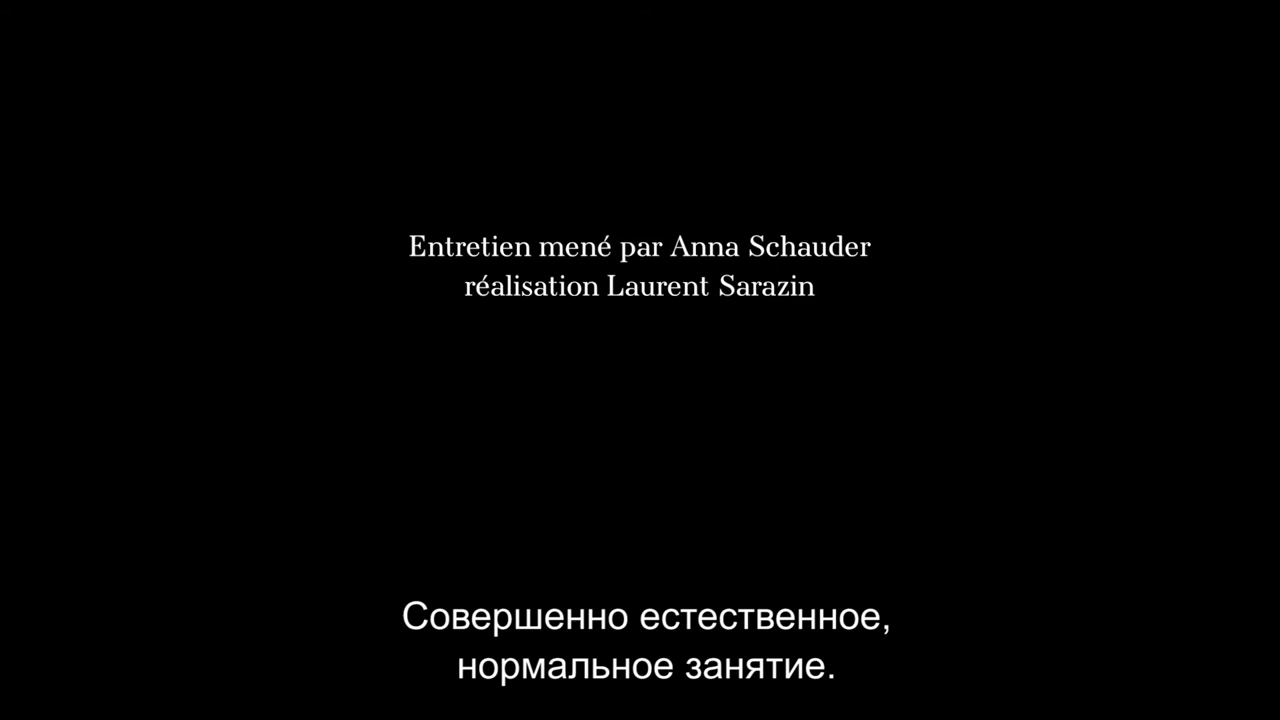 Entretien mené par Anna Schauder
réalisation Laurent Sarazin
Совершенно естественное,
нормальное занятие.